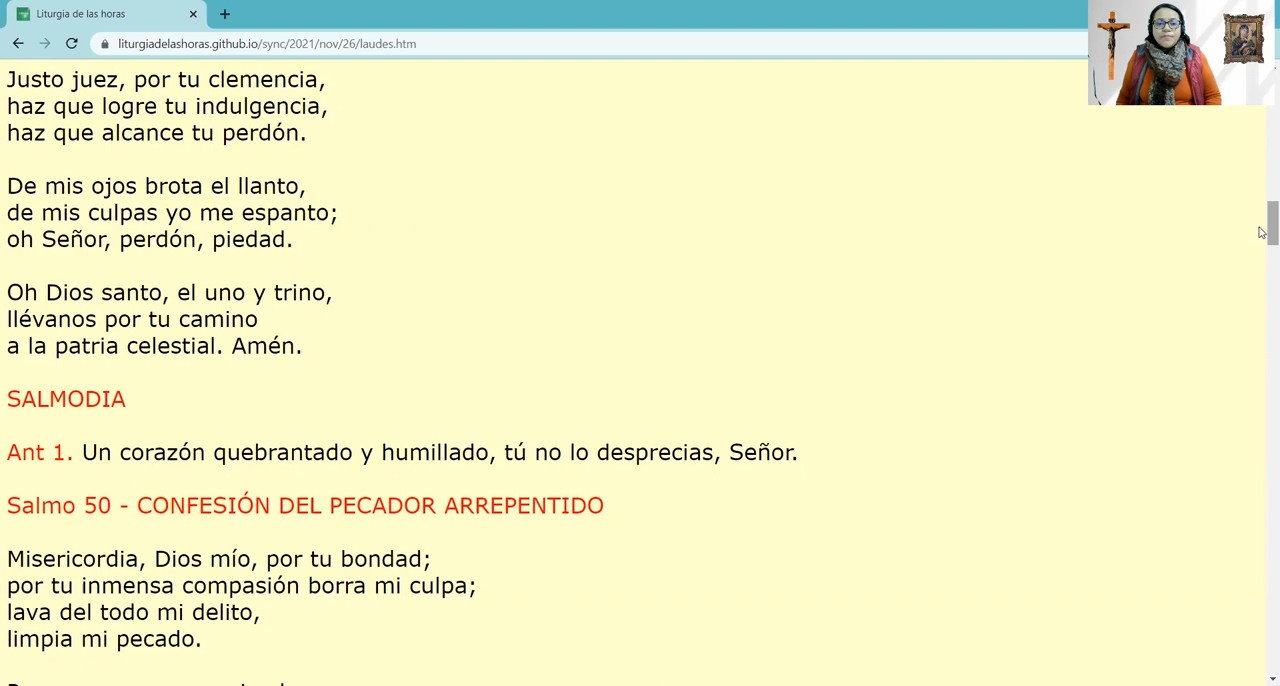 Liturgia de las horas
liturgiadelashoras.github.io/sync/2021/nov/26/laudes.htm
Justo juez, por tu clemencia,
haz que logre tu indulgencia,
haz que alcance tu perdón.
De mis ojos brota el llanto,
de mis culpas yo me espanto;
oh Señor, perdón, piedad.
Oh Dios santo, el uno y trino,
llévanos por tu camino
a la patria celestial. Amén.
SALMODIA
Ant 1. Un corazón quebrantado y humillado, tú no lo desprecias, Señor.
Salmo 50 - CONFESIÓN DEL PECADOR ARREPENTIDO
Misericordia, Dios mío, por tu bondad;
por tu inmensa compasión borra mi culpa;
lava del todo mi delito,
limpia mi pecado.